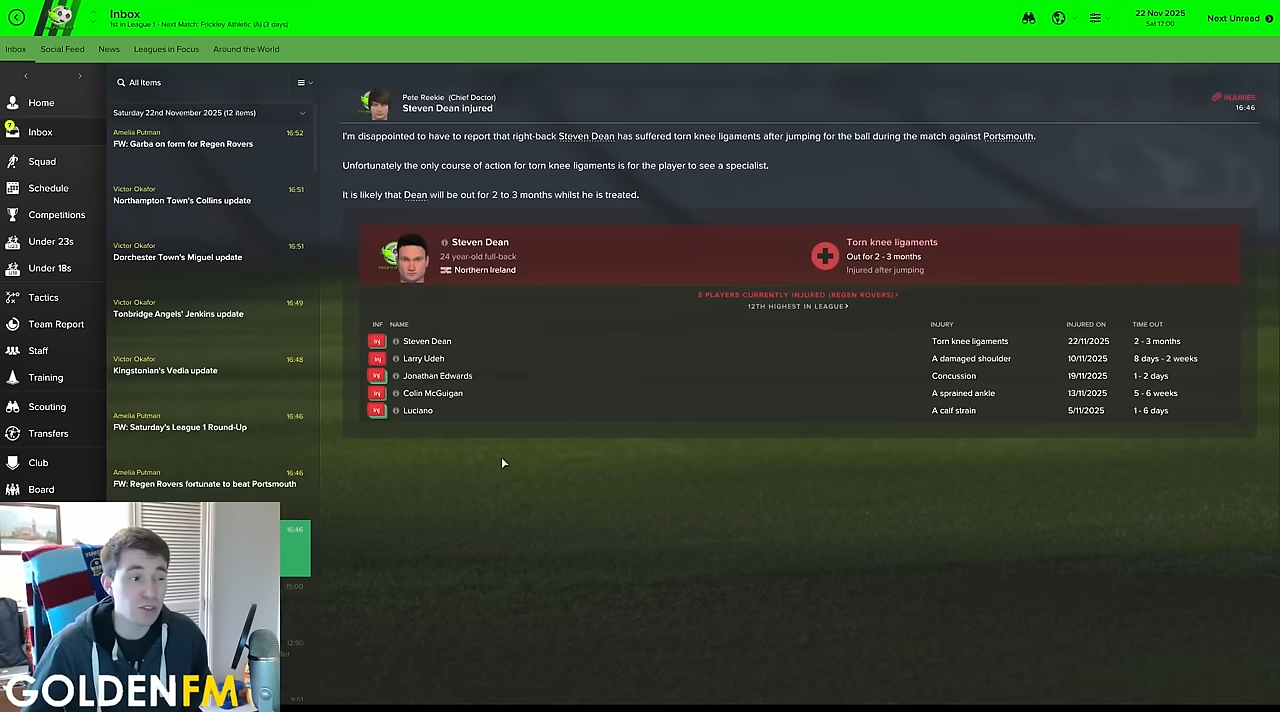 Inbox
1st in League 1 - Next Match: Frickley Athletic (A) (3 days)
22 Nov 2025
Sat 17:00
Next Unread
Inbox
Social Feed
News
Leagues in Focus
Around the World
Home
7
Inbox
Squad
Schedule
Competitions
Under 23s
Under 18s
Tactics
Team Report
Staff
Training
Scouting
Transfers
Club
Board
All Items
Saturday 22nd November 2025 (12 items)
Amelia Putman 16:52
FW: Garba on form for Regen Rovers
Victor Okafor 16:51
Northampton Town's Collins update
Victor Okafor 16:51
Dorchester Town's Miguel update
Victor Okafor 16:49
Tonbridge Angels' Jenkins update
Victor Okafor 16:48
Kingstonian's Vedia update
Amelia Putman 16:46
FW: Saturday's League 1 Round-Up
Amelia Putman 16:46
FW: Regen Rovers fortunate to beat Portsmouth
16:46
15:00
12:50
Pete Reekie (Chief Doctor)
Steven Dean injured
INJURIES
16:46
I'm disappointed to have to report that right-back Steven Dean has suffered torn knee ligaments after jumping for the ball during the match against Portsmouth.
Unfortunately the only course of action for torn knee ligaments is for the player to see a specialist.
It is likely that Dean will be out for 2 to 3 months whilst he is treated.
Steven Dean
24 year-old full-back
Northern Ireland
Torn knee ligaments
Out for 2 - 3 months
Injured after jumping
5 PLAYERS CURRENTLY INJURED (REGEN ROVERS)
12TH HIGHEST IN LEAGUE
INF NAME INJURY INJURED ON TIME OUT
Inj Steven Dean Torn knee ligaments 22/11/2025 2 - 3 months
Inj Larry Udeh A damaged shoulder 10/11/2025 8 days - 2 weeks
Inj Jonathan Edwards Concussion 19/11/2025 1 - 2 days
Inj Colin McGuigan A sprained ankle 13/11/2025 5 - 6 weeks
Inj Luciano A calf strain 5/11/2025 1 - 6 days
GOLDENFM